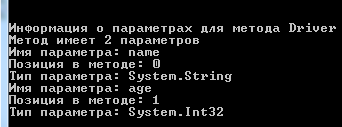 Информация о параметрах для метода Driver
Метод имеет 2 параметров
Имя параметра: name
Позиция в методе: 0
Тип параметра: System.String
Имя параметра: age
Позиция в методе: 1
Тип параметра: System.Int32